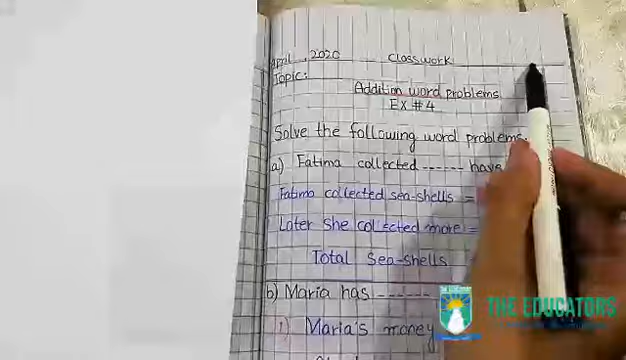 April , 2020 Classwork
Topic:
Addition word problems
EX # 4
Solve the following word problems.
a) Fatima collected ------ have
Fatima collected sea-shells =
Later she collected more =
Total sea-shells =
b) Maria has ------
i) Maria's money
THE EDUCATORS